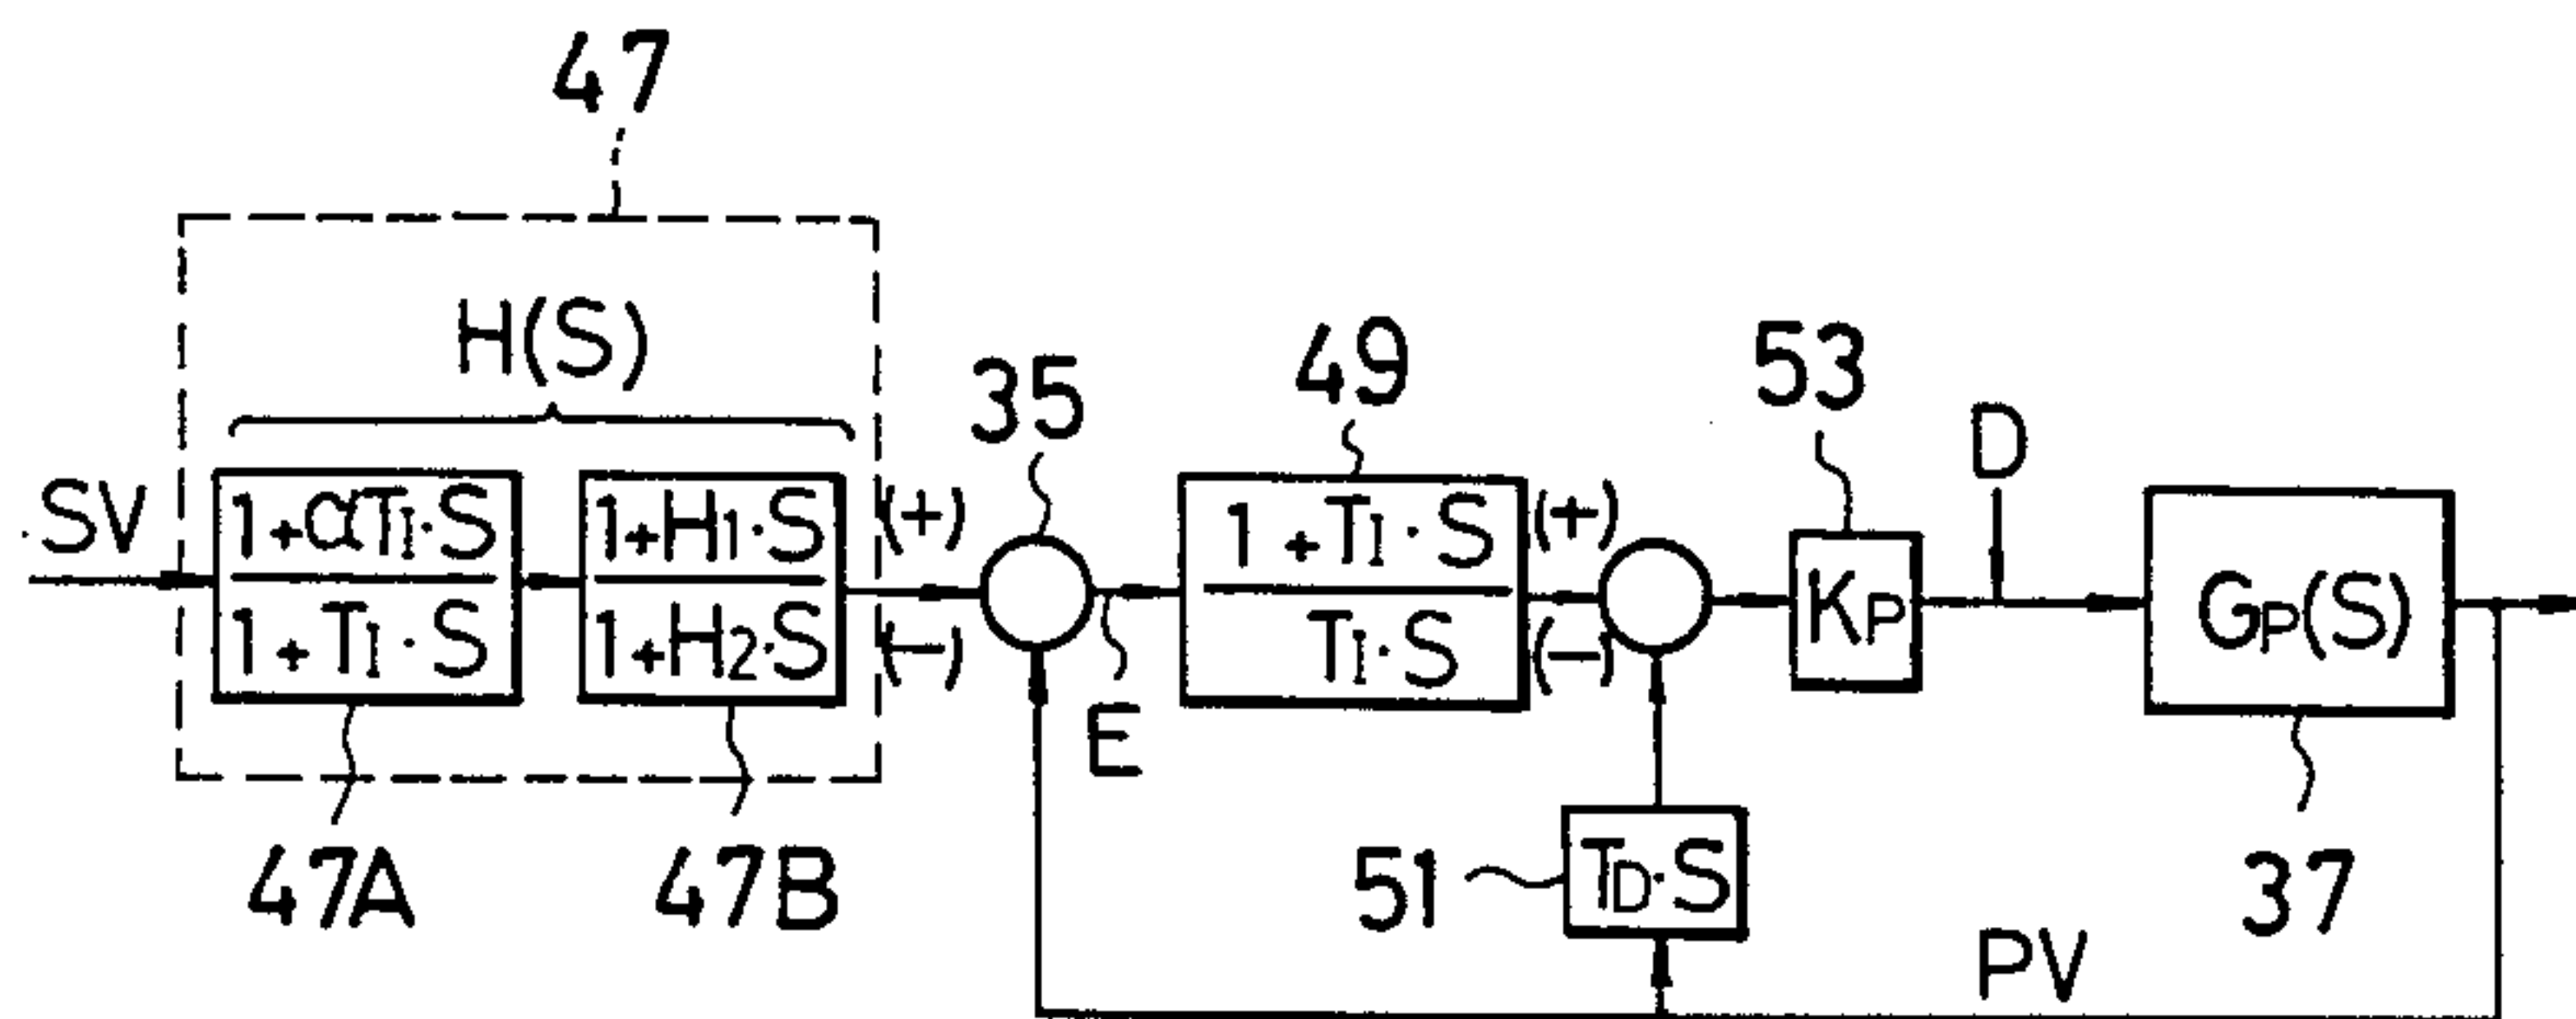 47
H(S)
35
49
53
D
SV
1+αTI·S
1+TI·S
1+H1·S
1+H2·S
(+)
(−)
E
1+TI·S
TI·S
(+)
(−)
KP
GP(S)
47A
47B
51
TD·S
37
PV